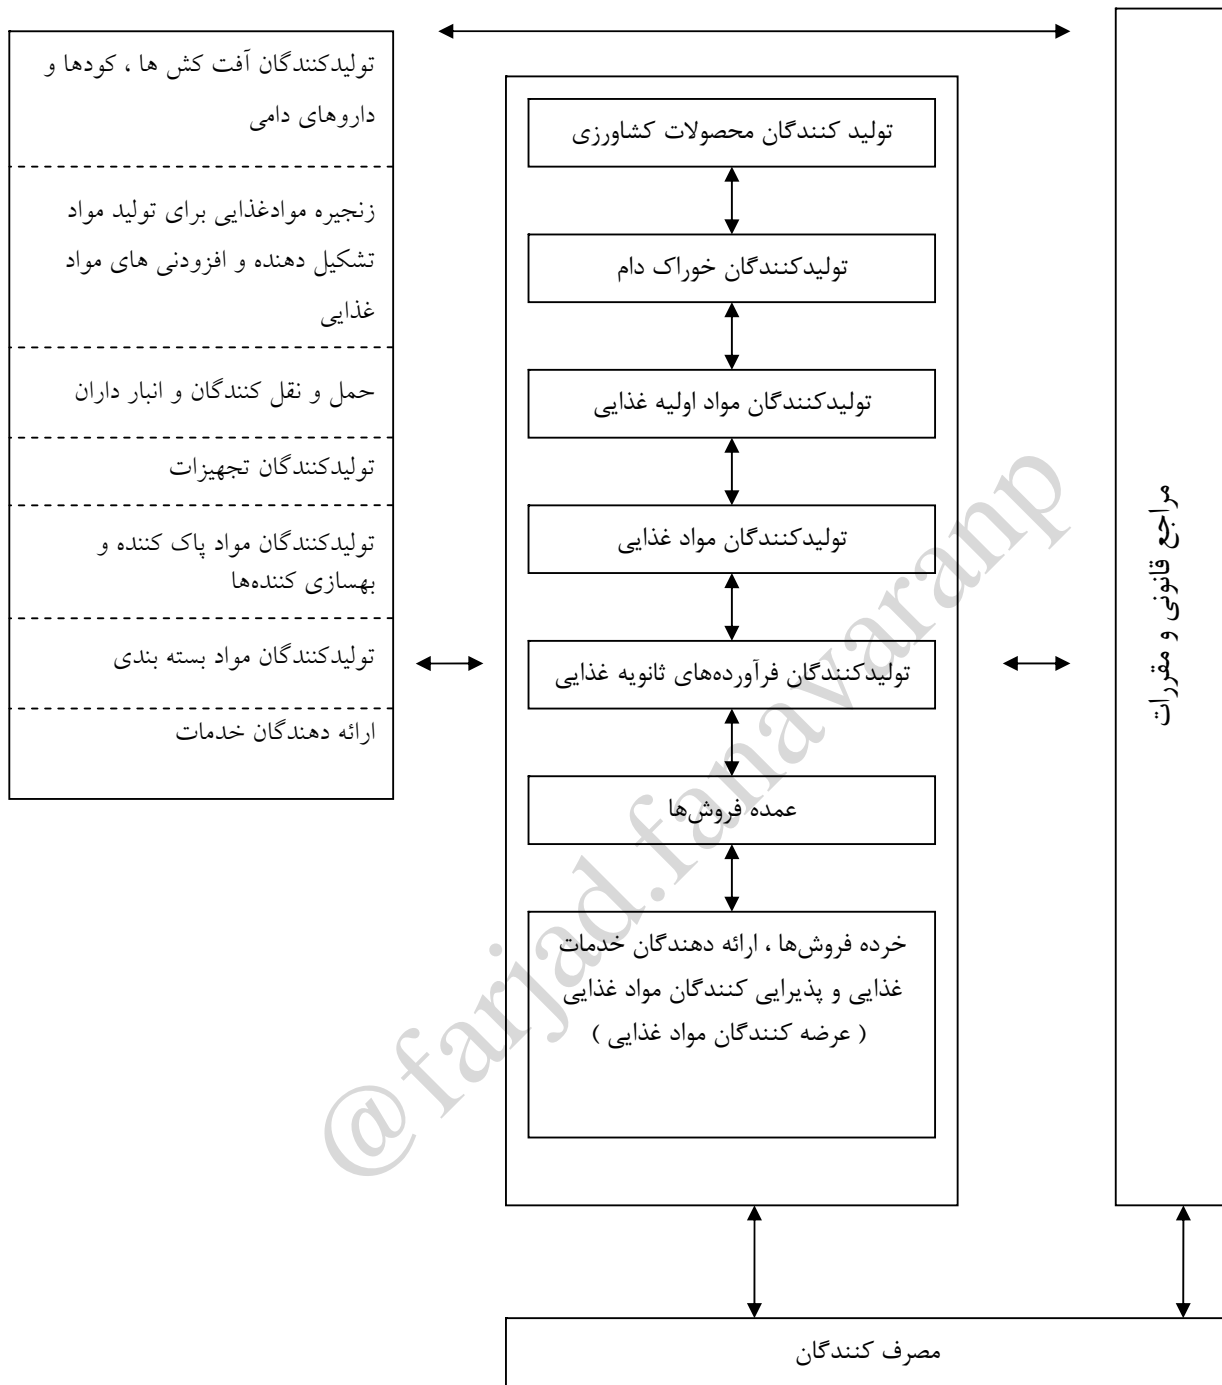 تولیدکنندگان آفت کش ها ، کودها و
داروهای دامی
زنجیره موادغذایی برای تولید مواد
تشکیل دهنده و افزودنی های مواد
غذایی
حمل و نقل کنندگان و انبار داران
تولیدکنندگان تجهیزات
تولیدکنندگان مواد پاک کننده و
بهسازی کننده‌ها
تولیدکنندگان مواد بسته بندی
ارائه دهندگان خدمات
تولید کنندگان محصولات کشاورزی
تولیدکنندگان خوراک دام
تولیدکنندگان مواد اولیه غذایی
تولیدکنندگان مواد غذایی
تولیدکنندگان فرآورده‌های ثانویه غذایی
عمده فروش‌ها
خرده فروش‌ها ، ارائه دهندگان خدمات
غذایی و پذیرایی کنندگان مواد غذایی
( عرضه کنندگان مواد غذایی )
مراجع قانونی و مقررات
مصرف کنندگان
@farjad.fanavaranp